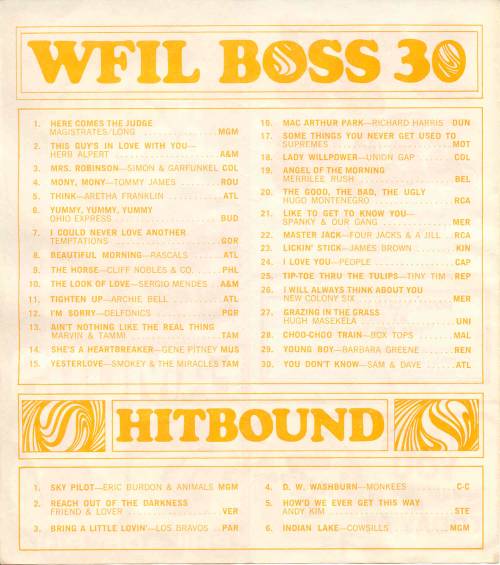 WFIL BOSS 30
1. HERE COMES THE JUDGE
MAGISTRATES/LONG ..... MGM
2. THIS GUY'S IN LOVE WITH YOU—
HERB ALPERT ..... A&M
3. MRS. ROBINSON—SIMON & GARFUNKEL COL
4. MONY, MONY—TOMMY JAMES ..... ROU
5. THINK—ARETHA FRANKLIN ..... ATL
6. YUMMY, YUMMY, YUMMY
OHIO EXPRESS ..... BUD
7. I COULD NEVER LOVE ANOTHER
TEMPTATIONS ..... GOR
8. BEAUTIFUL MORNING—RASCALS ..... ATL
9. THE HORSE—CLIFF NOBLES & CO. ..... PHL
10. THE LOOK OF LOVE—SERGIO MENDES .. A&M
11. TIGHTEN UP—ARCHIE BELL ..... ATL
12. I'M SORRY—DELFONICS ..... PGR
13. AIN'T NOTHING LIKE THE REAL THING
MARVIN & TAMMI ..... TAM
14. SHE'S A HEARTBREAKER—GENE PITNEY MUS
15. YESTERLOVE—SMOKEY & THE MIRACLES TAM
16. MAC ARTHUR PARK—RICHARD HARRIS DUN
17. SOME THINGS YOU NEVER GET USED TO
SUPREMES ..... MOT
18. LADY WILLPOWER—UNION GAP ..... COL
19. ANGEL OF THE MORNING
MERRILEE RUSH ..... BEL
20. THE GOOD, THE BAD, THE UGLY
HUGO MONTENEGRO ..... RCA
21. LIKE TO GET TO KNOW YOU—
SPANKY & OUR GANG ..... MER
22. MASTER JACK—FOUR JACKS & A JILL .. RCA
23. LICKIN' STICK—JAMES BROWN ..... KIN
24. I LOVE YOU—PEOPLE ..... CAP
25. TIP-TOE THRU THE TULIPS—TINY TIM . REP
26. I WILL ALWAYS THINK ABOUT YOU
NEW COLONY SIX ..... MER
27. GRAZING IN THE GRASS
HUGH MASEKELA ..... UNI
28. CHOO-CHOO TRAIN—BOX TOPS ..... MAL
29. YOUNG BOY—BARBARA GREENE ..... REN
30. YOU DON'T KNOW—SAM & DAVE ..... ATL
HITBOUND
1. SKY PILOT—ERIC BURDON & ANIMALS MGM
2. REACH OUT OF THE DARKNESS
FRIEND & LOVER ..... VER
3. BRING A LITTLE LOVIN'—LOS BRAVOS .. PAR
4. D. W. WASHBURN—MONKEES ..... C-C
5. HOW'D WE EVER GET THIS WAY
ANDY KIM ..... STE
6. INDIAN LAKE—COWSILLS ..... MGM